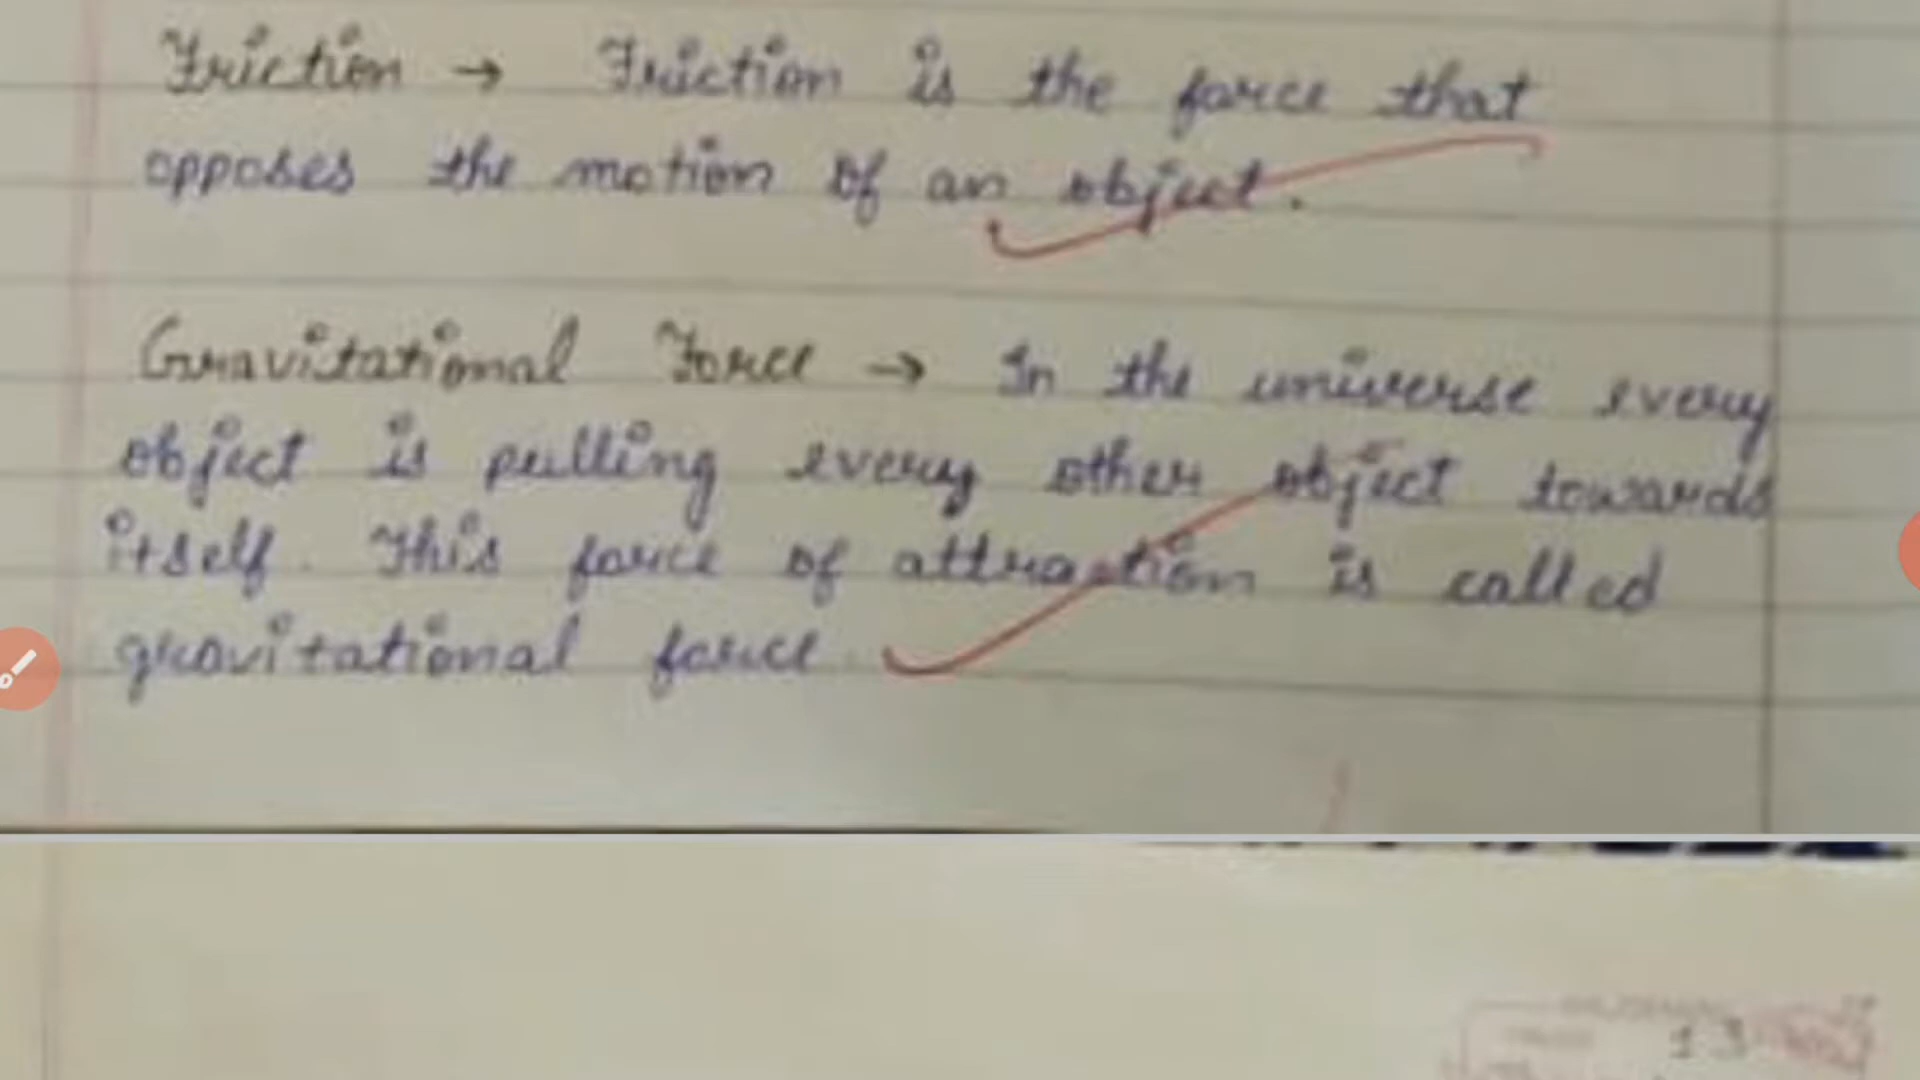 Friction → Friction is the force that
opposes the motion of an object.
Gravitational Force → In the universe every
object is pulling every other object towards
itself. This force of attraction is called
gravitational force
13